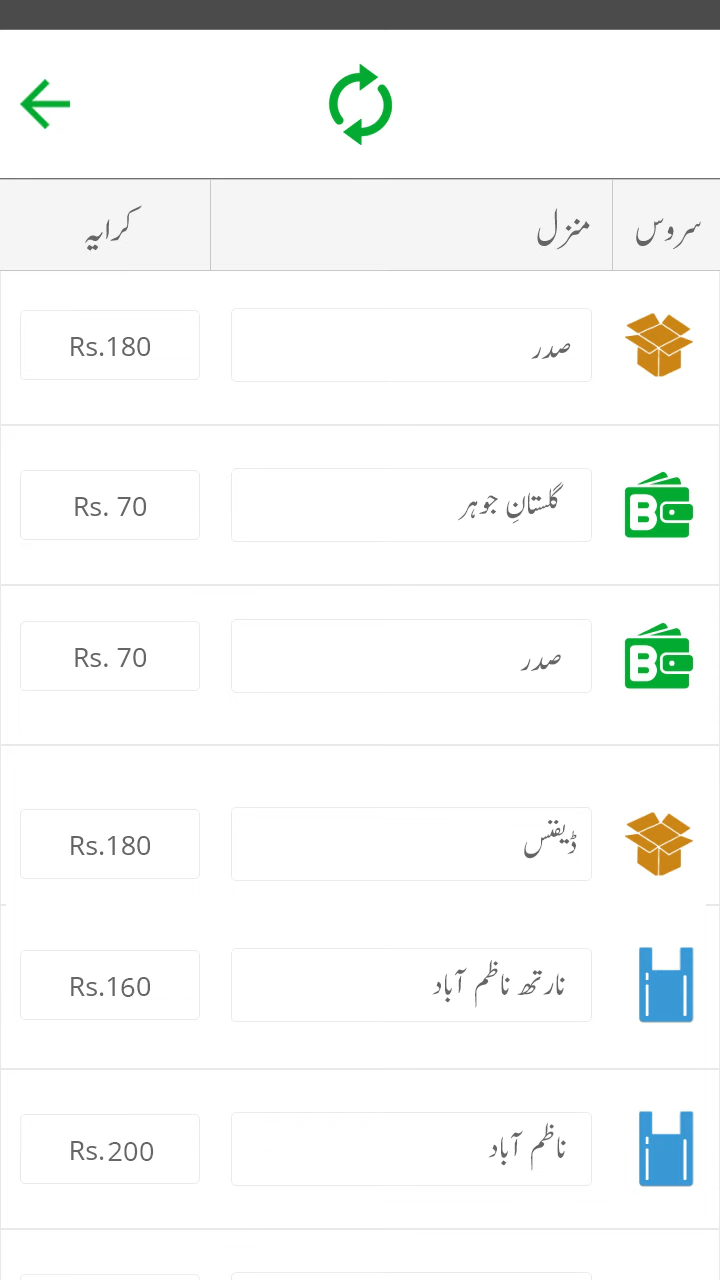 سروس منزل کرایہ
صدر Rs.180
گلستانِ جوہر Rs. 70
B
صدر Rs. 70
B
ڈیفنس Rs.180
نارتھ ناظم آباد Rs.160
ناظم آباد Rs.200